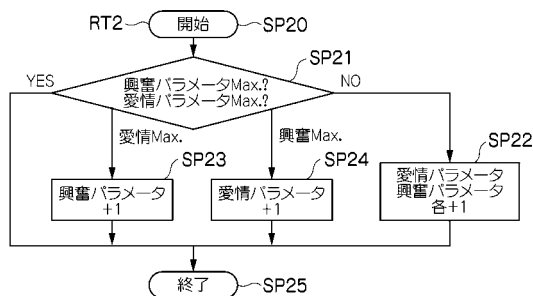 RT2
開始
SP20
SP21
YES
興奮パラメータMax.?
愛情パラメータMax.?
NO
愛情Max.
興奮Max.
SP23
SP24
SP22
興奮パラメータ
+1
愛情パラメータ
+1
愛情パラメータ
興奮パラメータ
各+1
終了
SP25